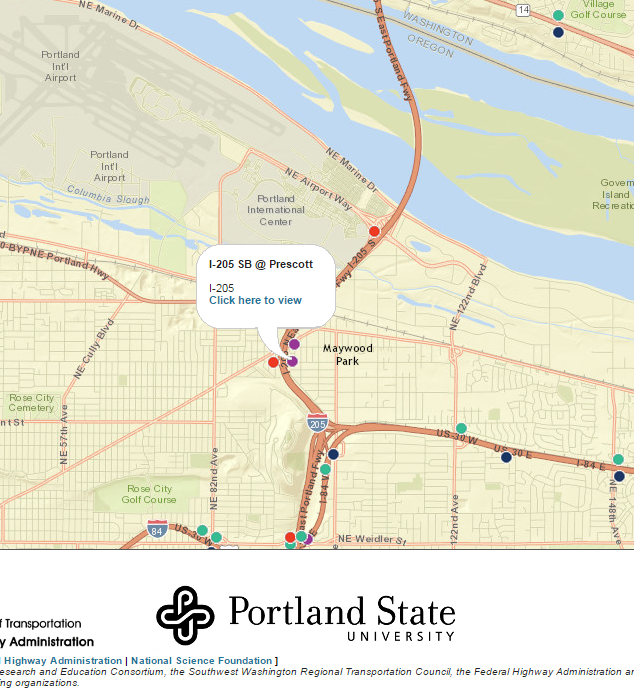 NE Marine Dr
S East Portland Fwy
WASHINGTON
OREGON
14
Village
Golf Course
Portland
Int'l
Airport
Portland
Int'l
Airport
Columbia Slough
NE Marine Dr
NE Airport Way
Portland
International
Center
Govern
Island
Recreatio
0-BYPNE Portland Hwy
Fwy I-205 S
I-205 SB @ Prescott
I-205
Click here to view
NE 122nd Blvd
NE Cully Blvd
Maywood
Park
Rose City
Cemetery
nt St
NE 57th Ave
205
US-30 W
US-30 E
I-84 E
NE 82nd Ave
Rose City
Golf Course
East Portland Fwy
I-84 W
122nd Ave
NE 148th Ave
84
US-30 W
NE Weidler St
f Transportation
y Administration
Portland State
UNIVERSITY
l Highway Administration | National Science Foundation ]
esearch and Education Consortium, the Southwest Washington Regional Transportation Council, the Federal Highway Administration an
ing organizations.